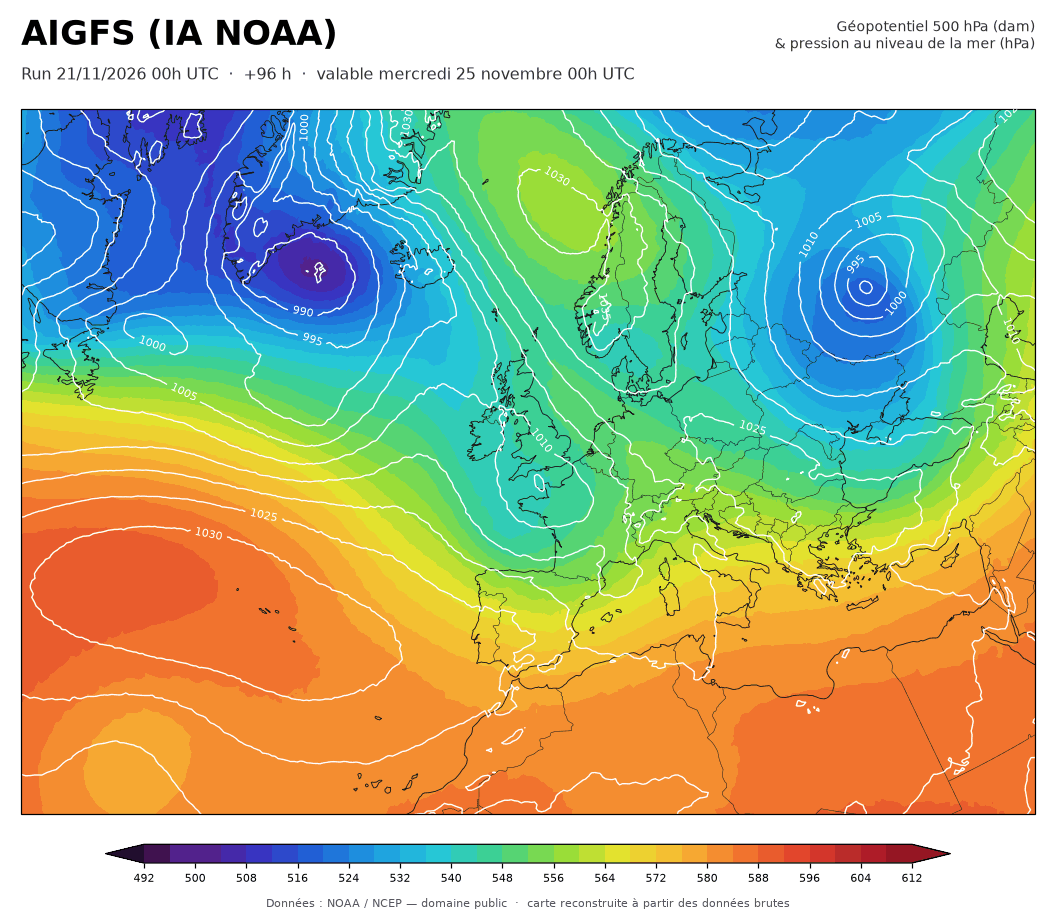 AIGFS (IA NOAA)
Géopotentiel 500 hPa (dam)
& pression au niveau de la mer (hPa)
Run 21/11/2026 00h UTC · +96 h · valable mercredi 25 novembre 00h UTC
1030
1000
1030
1005
1010
995
1000
990
995
1000
1005
1035
1010
1025
1010
1025
1030
492 500 508 516 524 532 540 548 556 564 572 580 588 596 604 612
Données : NOAA / NCEP — domaine public · carte reconstruite à partir des données brutes